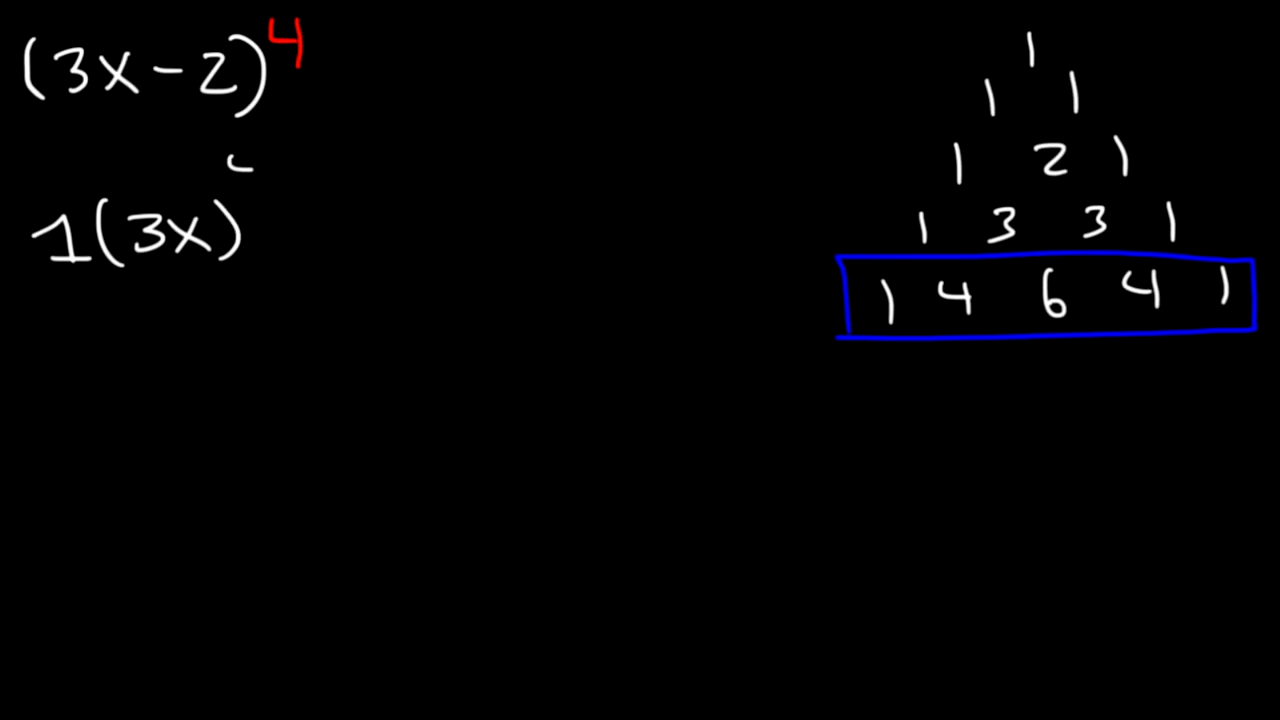 (3x-2)^4
1(3x)
1
1 1
1 2 1
1 3 3 1
1 4 6 4 1